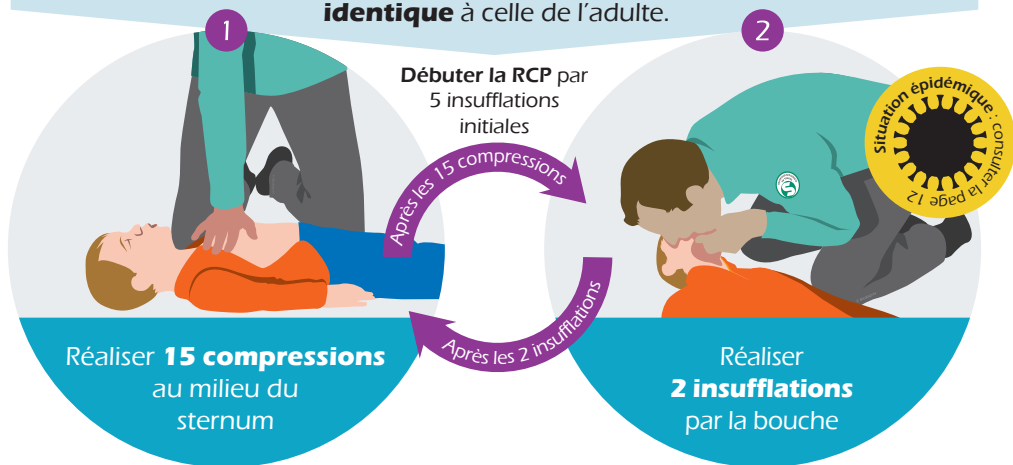 identique à celle de l'adulte.
1
2
Débuter la RCP par
5 insufflations
initiales
Après les 15 compressions
Après les 2 insufflations
Situation épidémique : consulter la page 12
Réaliser 15 compressions
au milieu du
sternum
Réaliser
2 insufflations
par la bouche